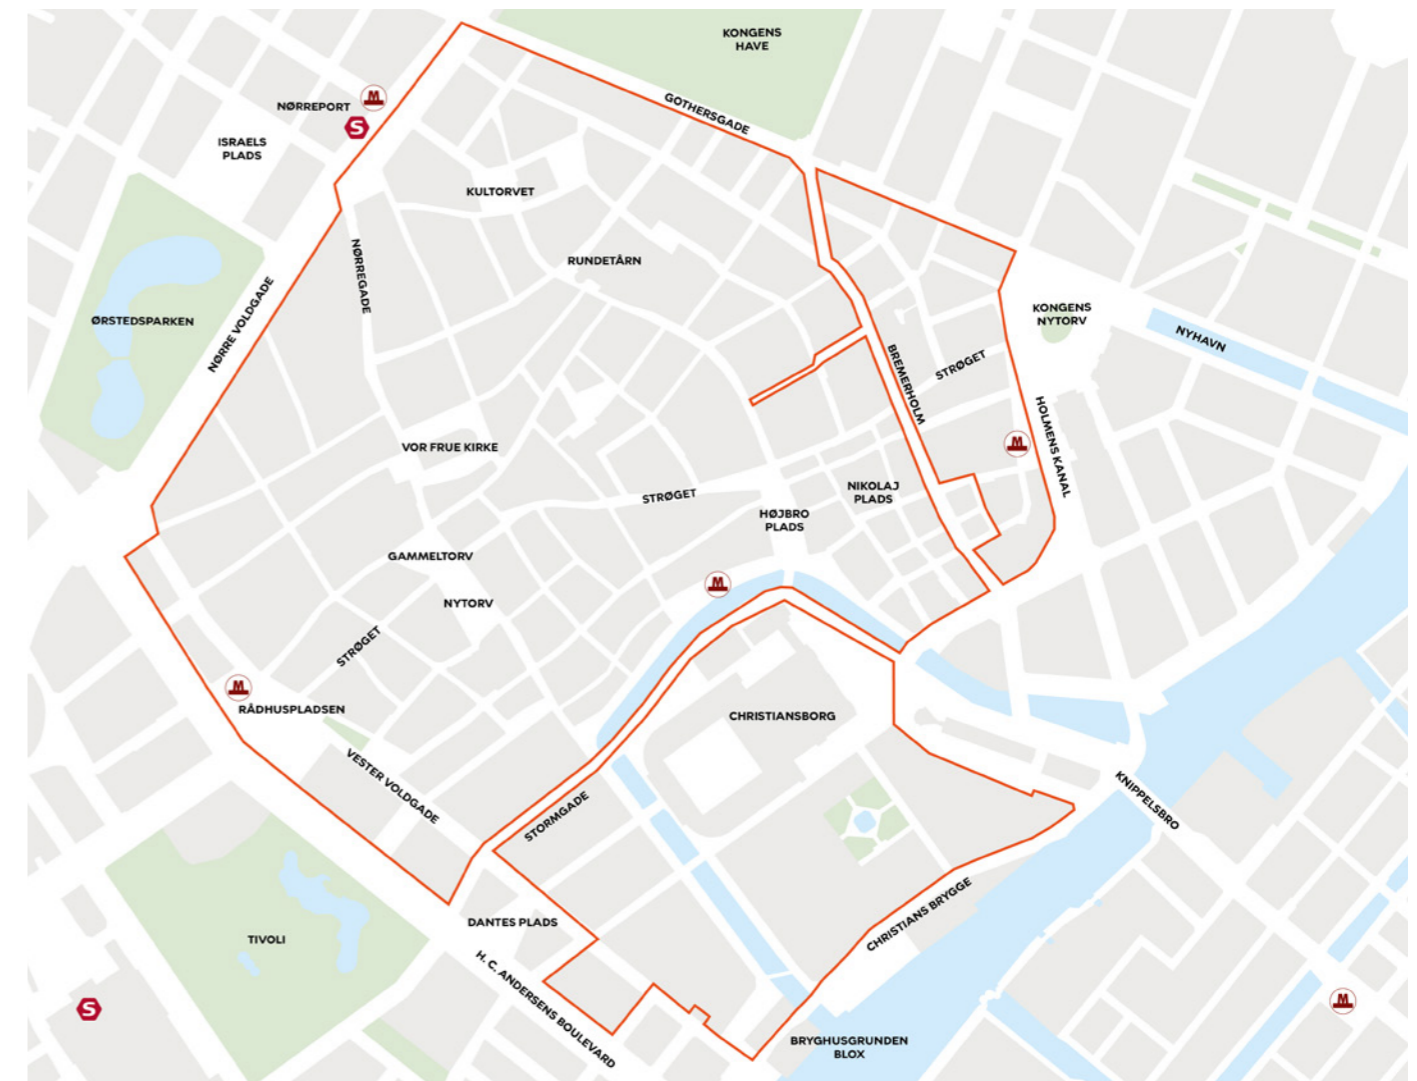 KONGENS
HAVE
NØRREPORT
M
S
GOTHERSGADE
ISRAELS
PLADS
KULTORVET
NØRREGADE
RUNDETÅRN
ØRSTEDSPARKEN
NØRRE VOLDGADE
KONGENS
NYTORV
NYHAVN
STRØGET
BREMERHOLM
HOLMENS KANAL
M
VOR FRUE KIRKE
STRØGET
NIKOLAJ
PLADS
HØJBRO
PLADS
GAMMELTORV
M
NYTORV
STRØGET
M
RÅDHUSPLADSEN
CHRISTIANSBORG
VESTER VOLDGADE
STORMGADE
KNIPPELSBRO
DANTES PLADS
CHRISTIANS BRYGGE
TIVOLI
H. C. ANDERSENS BOULEVARD
S
M
BRYGHUSGRUNDEN
BLOX